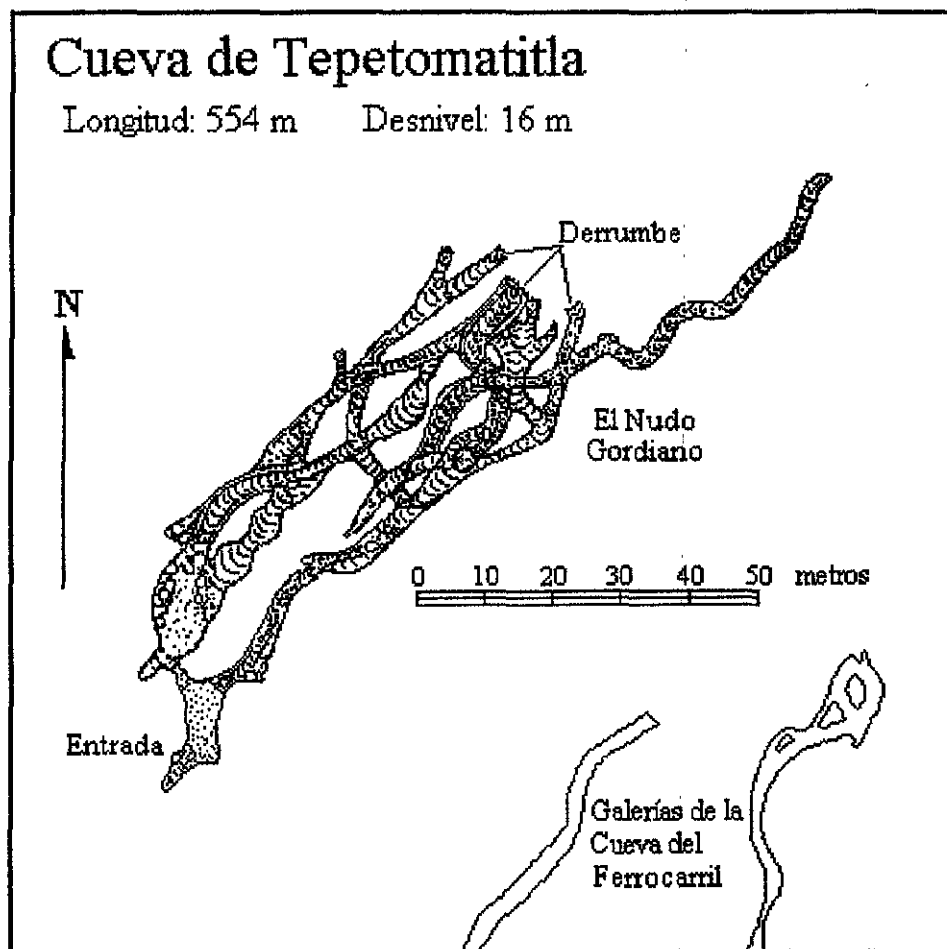 Cueva de Tepetomatitla
Longitud: 554 m Desnivel: 16 m
Derrumbe
N
El Nudo
Gordiano
0 10 20 30 40 50 metros
Entrada
Galerías de la
Cueva del
Ferrocarril